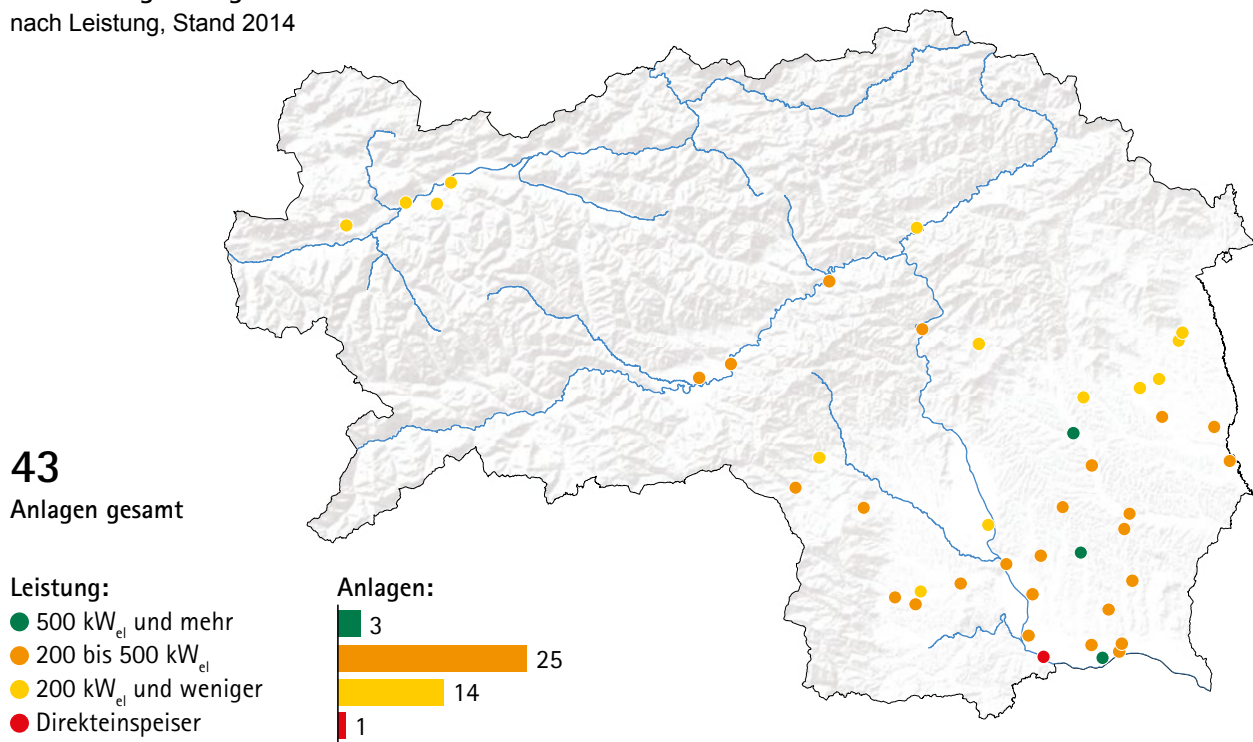 nach Leistung, Stand 2014
43
Anlagen gesamt
Leistung:
500 kWel und mehr
200 bis 500 kWel
200 kWel und weniger
Direkteinspeiser
Anlagen:
3
25
14
1